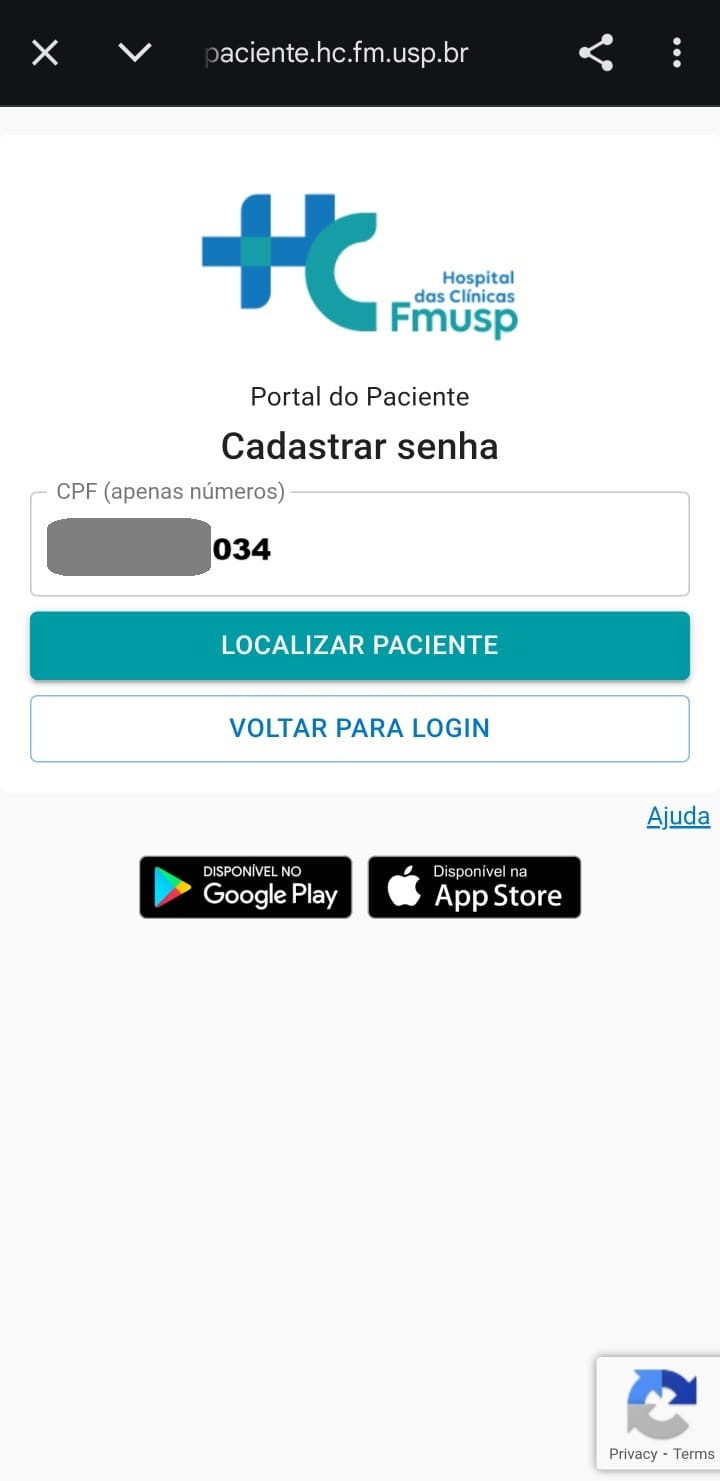 paciente.hc.fm.usp.br
HC
Hospital
das Clínicas
Fmusp
Portal do Paciente
Cadastrar senha
CPF (apenas números)
034
LOCALIZAR PACIENTE
VOLTAR PARA LOGIN
Ajuda
DISPONÍVEL NO
Google Play
Disponível na
App Store
Privacy - Terms